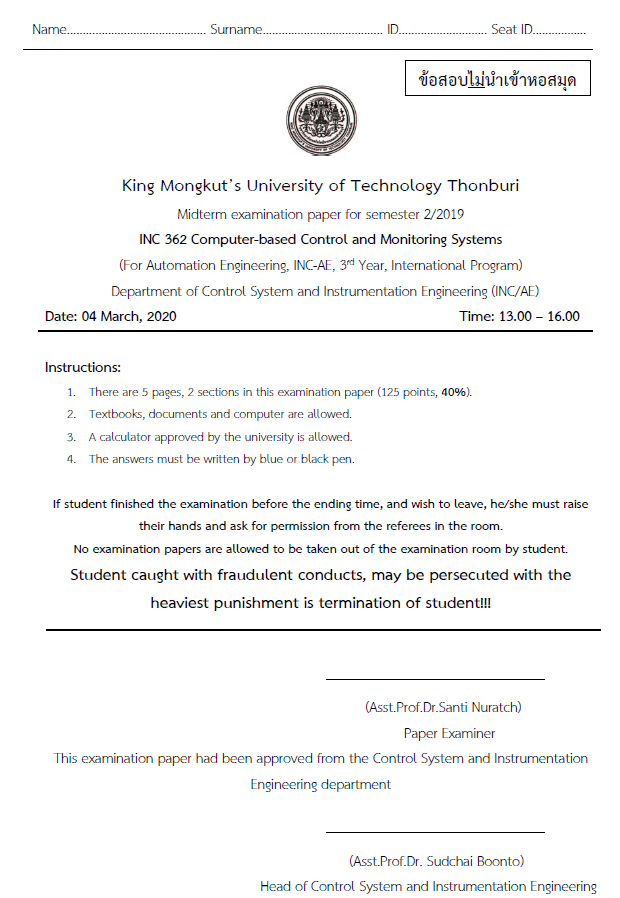 Name........................................... Surname..................................... ID........................... Seat ID................
ข้อสอบไม่นำเข้าหอสมุด
King Mongkut's University of Technology Thonburi
Midterm examination paper for semester 2/2019
INC 362 Computer-based Control and Monitoring Systems
(For Automation Engineering, INC-AE, 3rd Year, International Program)
Department of Control System and Instrumentation Engineering (INC/AE)
Date: 04 March, 2020 Time: 13.00 – 16.00
Instructions:
1. There are 5 pages, 2 sections in this examination paper (125 points, 40%).
2. Textbooks, documents and computer are allowed.
3. A calculator approved by the university is allowed.
4. The answers must be written by blue or black pen.
If student finished the examination before the ending time, and wish to leave, he/she must raise
their hands and ask for permission from the referees in the room.
No examination papers are allowed to be taken out of the examination room by student.
Student caught with fraudulent conducts, may be persecuted with the
heaviest punishment is termination of student!!!
(Asst.Prof.Dr.Santi Nuratch)
Paper Examiner
This examination paper had been approved from the Control System and Instrumentation
Engineering department
(Asst.Prof.Dr. Sudchai Boonto)
Head of Control System and Instrumentation Engineering